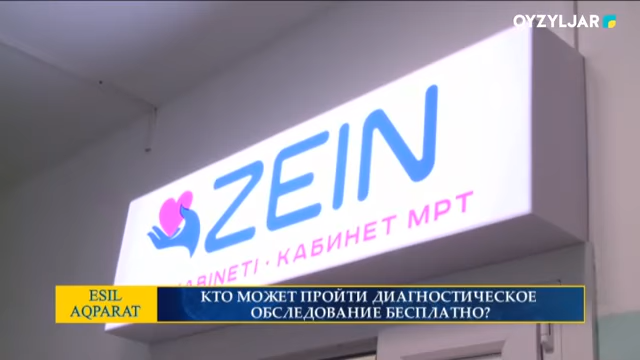 QYZYLJAR
ZEIN
КАБИНЕТ МРТ
ESIL
AQPARAT
КТО МОЖЕТ ПРОЙТИ ДИАГНОСТИЧЕСКОЕ
ОБСЛЕДОВАНИЕ БЕСПЛАТНО?